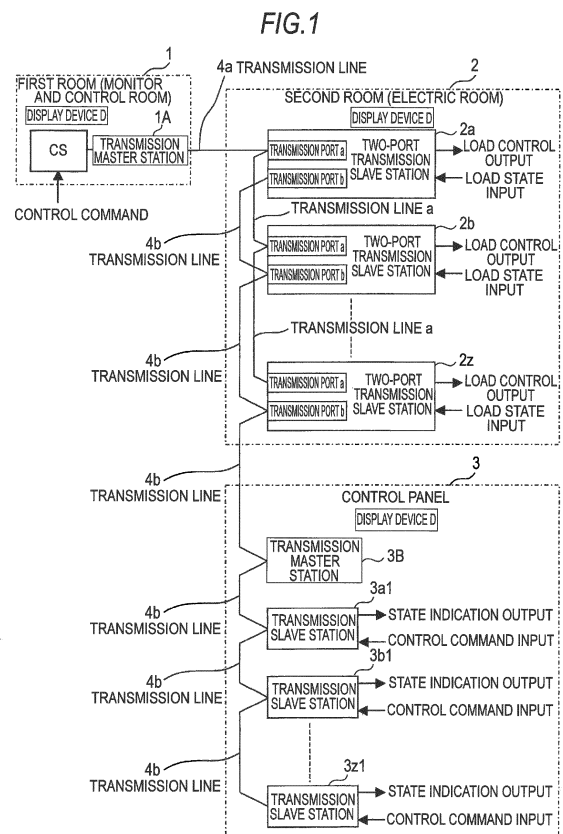 FIG.1
1
FIRST ROOM (MONITOR
AND CONTROL ROOM)
DISPLAY DEVICE D
1A
CS
TRANSMISSION
MASTER STATION
CONTROL COMMAND
4a TRANSMISSION LINE
2
SECOND ROOM (ELECTRIC ROOM)
DISPLAY DEVICE D
2a
TRANSMISSION PORT a
TRANSMISSION PORT b
TWO-PORT
TRANSMISSION
SLAVE STATION
LOAD CONTROL
OUTPUT
LOAD STATE
INPUT
4b
TRANSMISSION LINE
TRANSMISSION LINE a
2b
TRANSMISSION PORT a
TRANSMISSION PORT b
TWO-PORT
TRANSMISSION
SLAVE STATION
LOAD CONTROL
OUTPUT
LOAD STATE
INPUT
4b
TRANSMISSION LINE
TRANSMISSION LINE a
2z
TRANSMISSION PORT a
TRANSMISSION PORT b
TWO-PORT
TRANSMISSION
SLAVE STATION
LOAD CONTROL
OUTPUT
LOAD STATE
INPUT
4b
TRANSMISSION LINE
3
CONTROL PANEL
DISPLAY DEVICE D
TRANSMISSION
MASTER
STATION
3B
4b
TRANSMISSION LINE
3a1
TRANSMISSION
SLAVE STATION
STATE INDICATION OUTPUT
CONTROL COMMAND INPUT
4b
TRANSMISSION LINE
3b1
TRANSMISSION
SLAVE STATION
STATE INDICATION OUTPUT
CONTROL COMMAND INPUT
4b
TRANSMISSION LINE
3z1
TRANSMISSION
SLAVE STATION
STATE INDICATION OUTPUT
CONTROL COMMAND INPUT